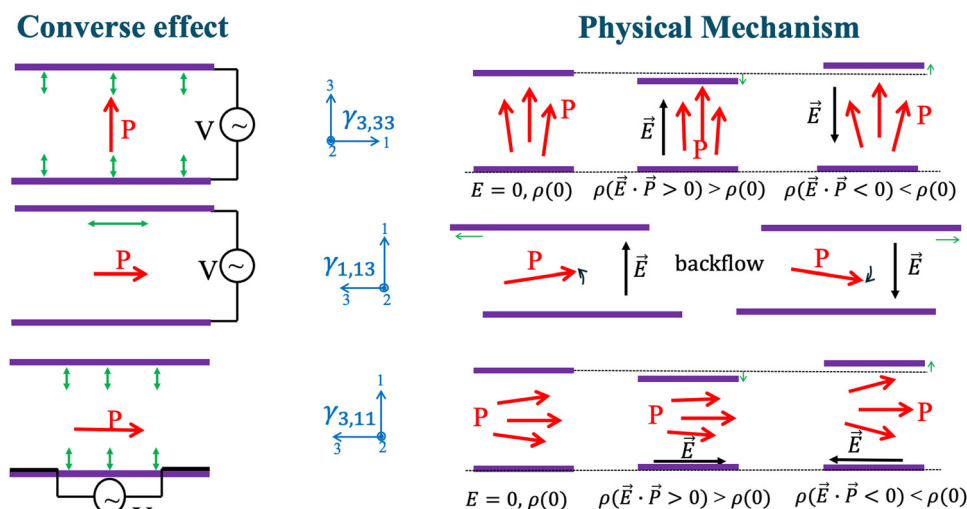 Converse effect
Physical Mechanism
P
V
3
γ3,33
1
2
P
E⃗
P
E⃗
P
E = 0, ρ(0)
ρ(E⃗ · P⃗ > 0) > ρ(0)
ρ(E⃗ · P⃗ < 0) < ρ(0)
P
V
1
γ1,13
3
2
P
E⃗
backflow
P
E⃗
P
1
γ3,11
3
2
P
P
E⃗
E⃗
P
E = 0, ρ(0)
ρ(E⃗ · P⃗ > 0) > ρ(0)
ρ(E⃗ · P⃗ < 0) < ρ(0)